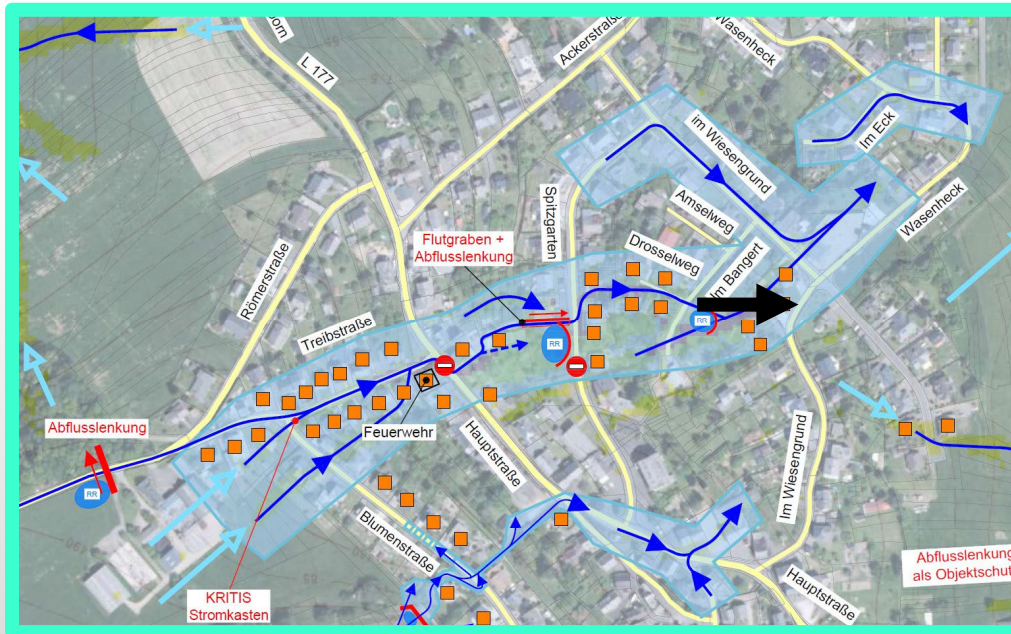 L 177
Ackerstraße
Wasenheck
im Wiesengrund
Im Eck
Wasenheck
Amselweg
Spitzgarten
Drosselweg
Im Bangert
Flutgraben +
Abflusslenkung
Römerstraße
Treibstraße
RR
RR
Abflusslenkung
RR
Feuerwehr
Hauptstraße
Blumenstraße
Im Wiesengrund
KRITIS
Stromkasten
Hauptstraße
Abflusslenkung
als Objektschut